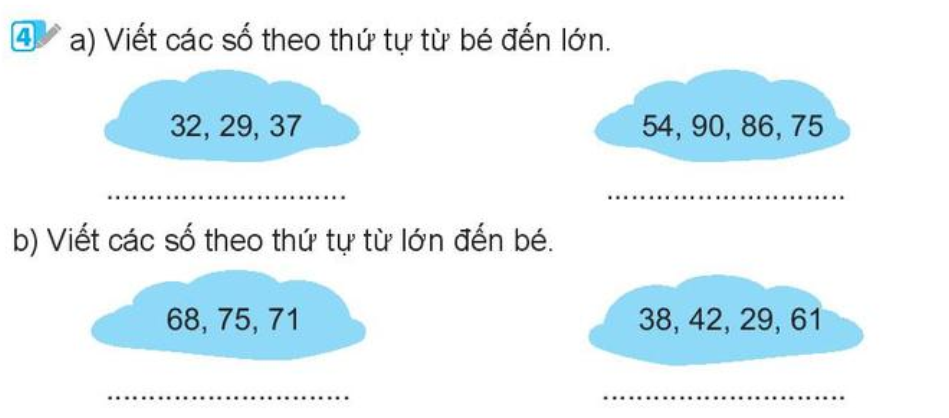 4 a) Viết các số theo thứ tự từ bé đến lớn.
32, 29, 37
54, 90, 86, 75
..............................
..............................
b) Viết các số theo thứ tự từ lớn đến bé.
68, 75, 71
38, 42, 29, 61
..............................
..............................